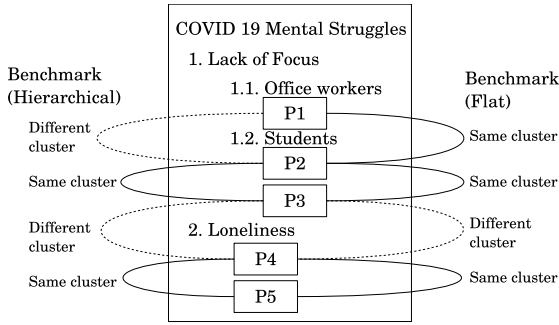 COVID 19 Mental Struggles
1. Lack of Focus
1.1. Office workers
P1
1.2. Students
P2
P3
2. Loneliness
P4
P5
Benchmark
(Hierarchical)
Different
cluster
Same cluster
Different
cluster
Same cluster
Benchmark
(Flat)
Same cluster
Same cluster
Different
cluster
Same cluster